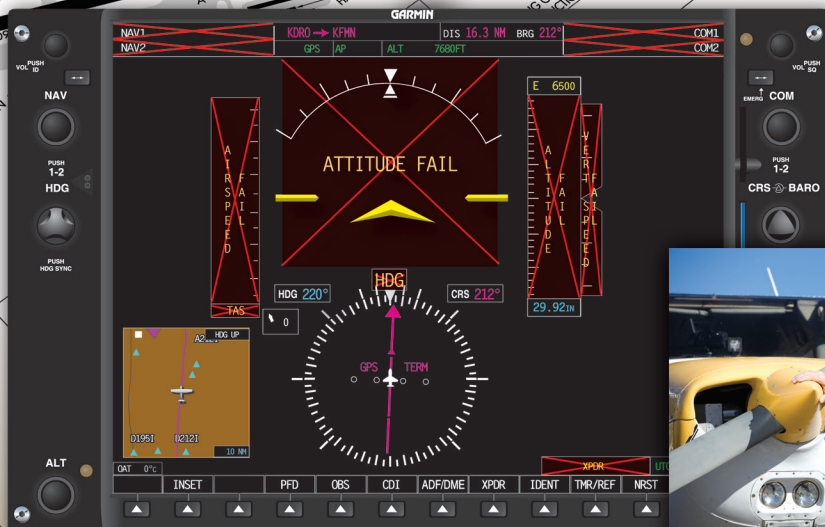 GARMIN
NAV1
NAV2
KDRO → KFMN
DIS 16.3 NM BRG 212°
COM1
COM2
GPS AP ALT 7680FT
VOL PUSH ID
NAV
PUSH
1-2
HDG
PUSH
HDG SYNC
ALT
VOL PUSH SQ
EMERG COM
PUSH
1-2
CRS BARO
E 6500
AIRSPEED FAIL
ATTITUDE FAIL
ALTITUDE FAIL
VERT SPEED FAIL
TAS
HDG
HDG 220°
CRS 212°
29.92IN
0
GPS TERM
HDG UP
D195I D212I
10 NM
OAT 0°C
XPDR
UTC
INSET PFD OBS CDI ADF/DME XPDR IDENT TMR/REF NRST